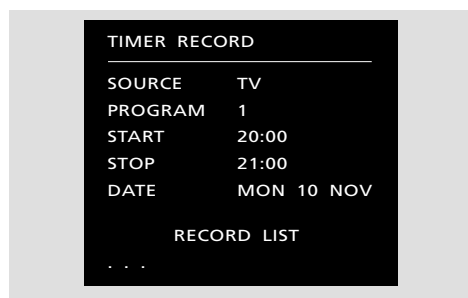 TIMER RECORD
SOURCE TV
PROGRAM 1
START 20:00
STOP 21:00
DATE MON 10 NOV
RECORD LIST
. . .